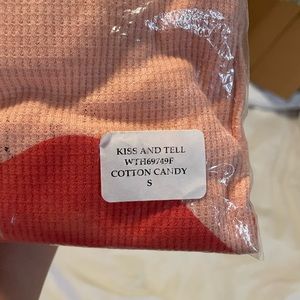 KISS AND TELL
WTH69749F
COTTON CANDY
S